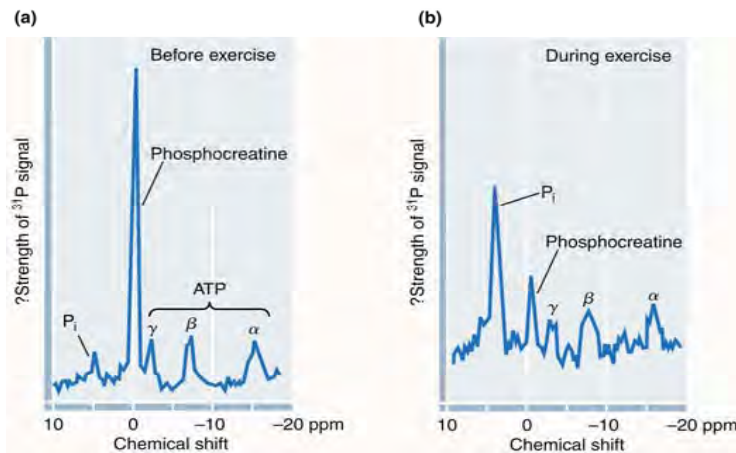 (a)
Before exercise
Phosphocreatine
ATP
Pi
γ
β
α
?Strength of ³¹P signal
10
0
−10
−20 ppm
Chemical shift
(b)
During exercise
Pi
Phosphocreatine
γ
β
α
?Strength of ³¹P signal
10
0
−10
−20 ppm
Chemical shift